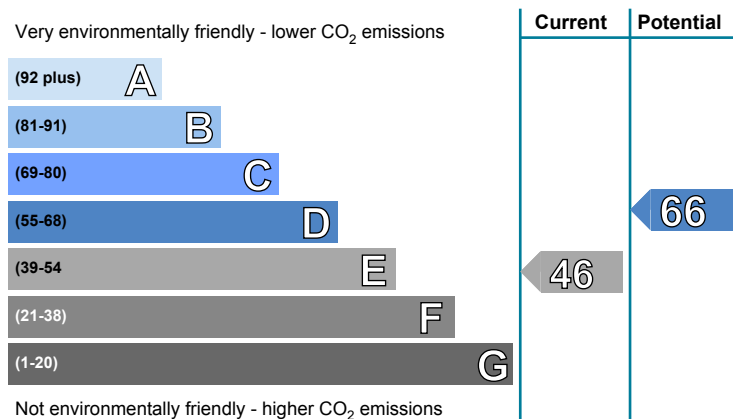 Very environmentally friendly - lower CO₂ emissions
Current
Potential
(92 plus) A
(81-91) B
(69-80) C
(55-68) D
66
(39-54 E
46
(21-38) F
(1-20) G
Not environmentally friendly - higher CO₂ emissions